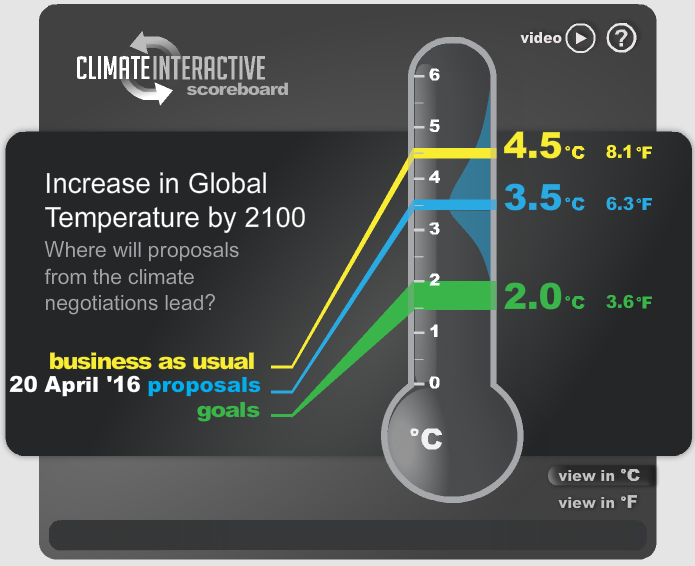 video ?
CLIMATEINTERACTIVE
scoreboard
Increase in Global
Temperature by 2100
Where will proposals
from the climate
negotiations lead?
business as usual
20 April '16 proposals
goals
6
5
4
3
2
1
0
°C
4.5°C 8.1°F
3.5°C 6.3°F
2.0°C 3.6°F
view in °C
view in °F